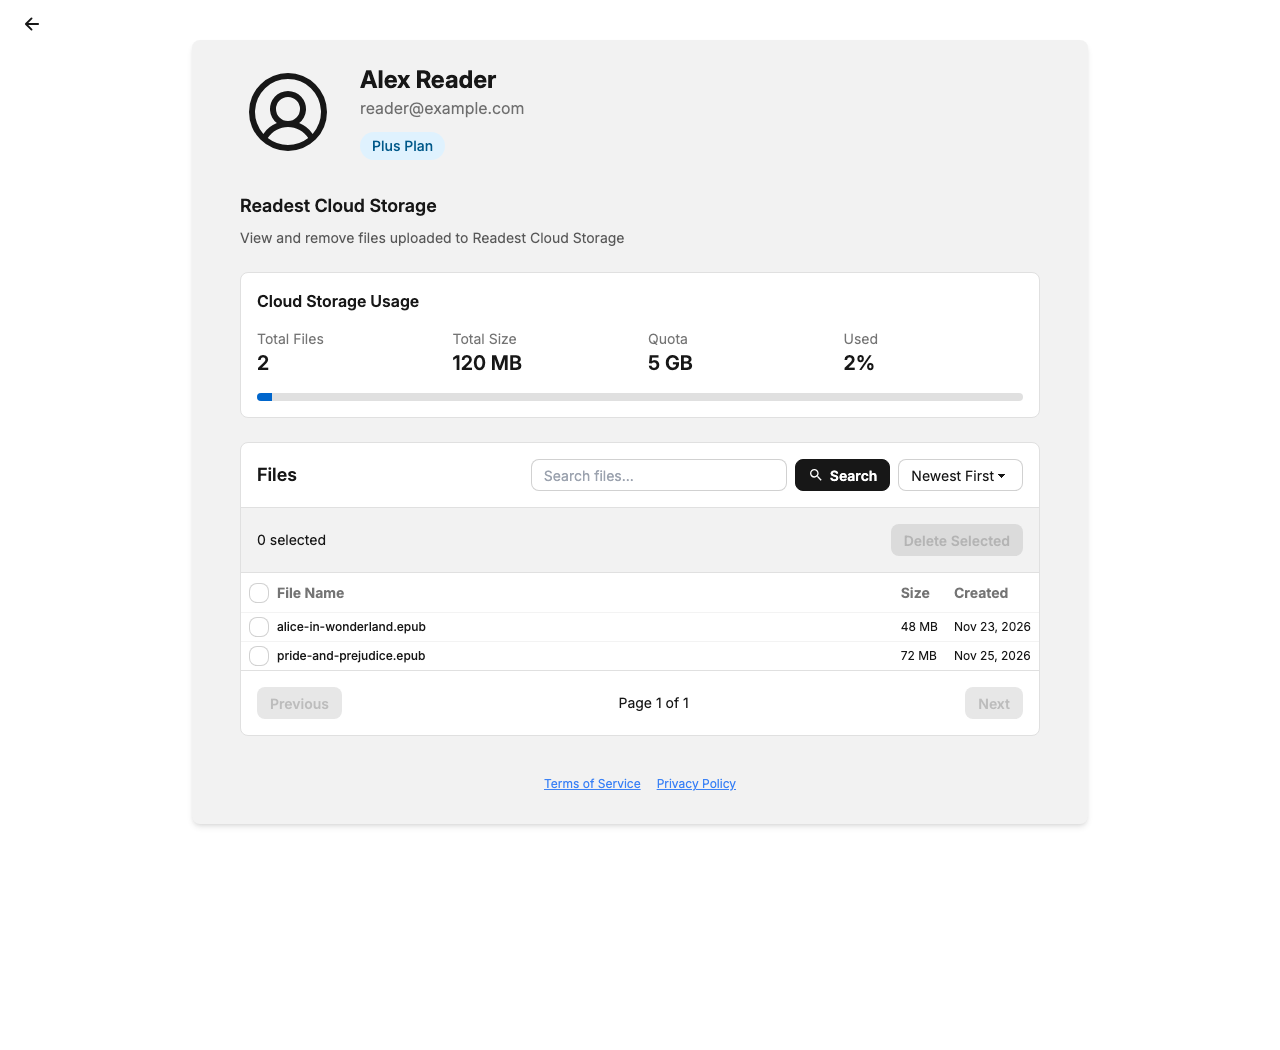 Alex Reader
reader@example.com
Plus Plan
Readest Cloud Storage
View and remove files uploaded to Readest Cloud Storage
Cloud Storage Usage
Total Files Total Size Quota Used
2 120 MB 5 GB 2%
Files Search files... Search Newest First
0 selected Delete Selected
File Name Size Created
alice-in-wonderland.epub 48 MB Nov 23, 2026
pride-and-prejudice.epub 72 MB Nov 25, 2026
Previous Page 1 of 1 Next
Terms of Service Privacy Policy